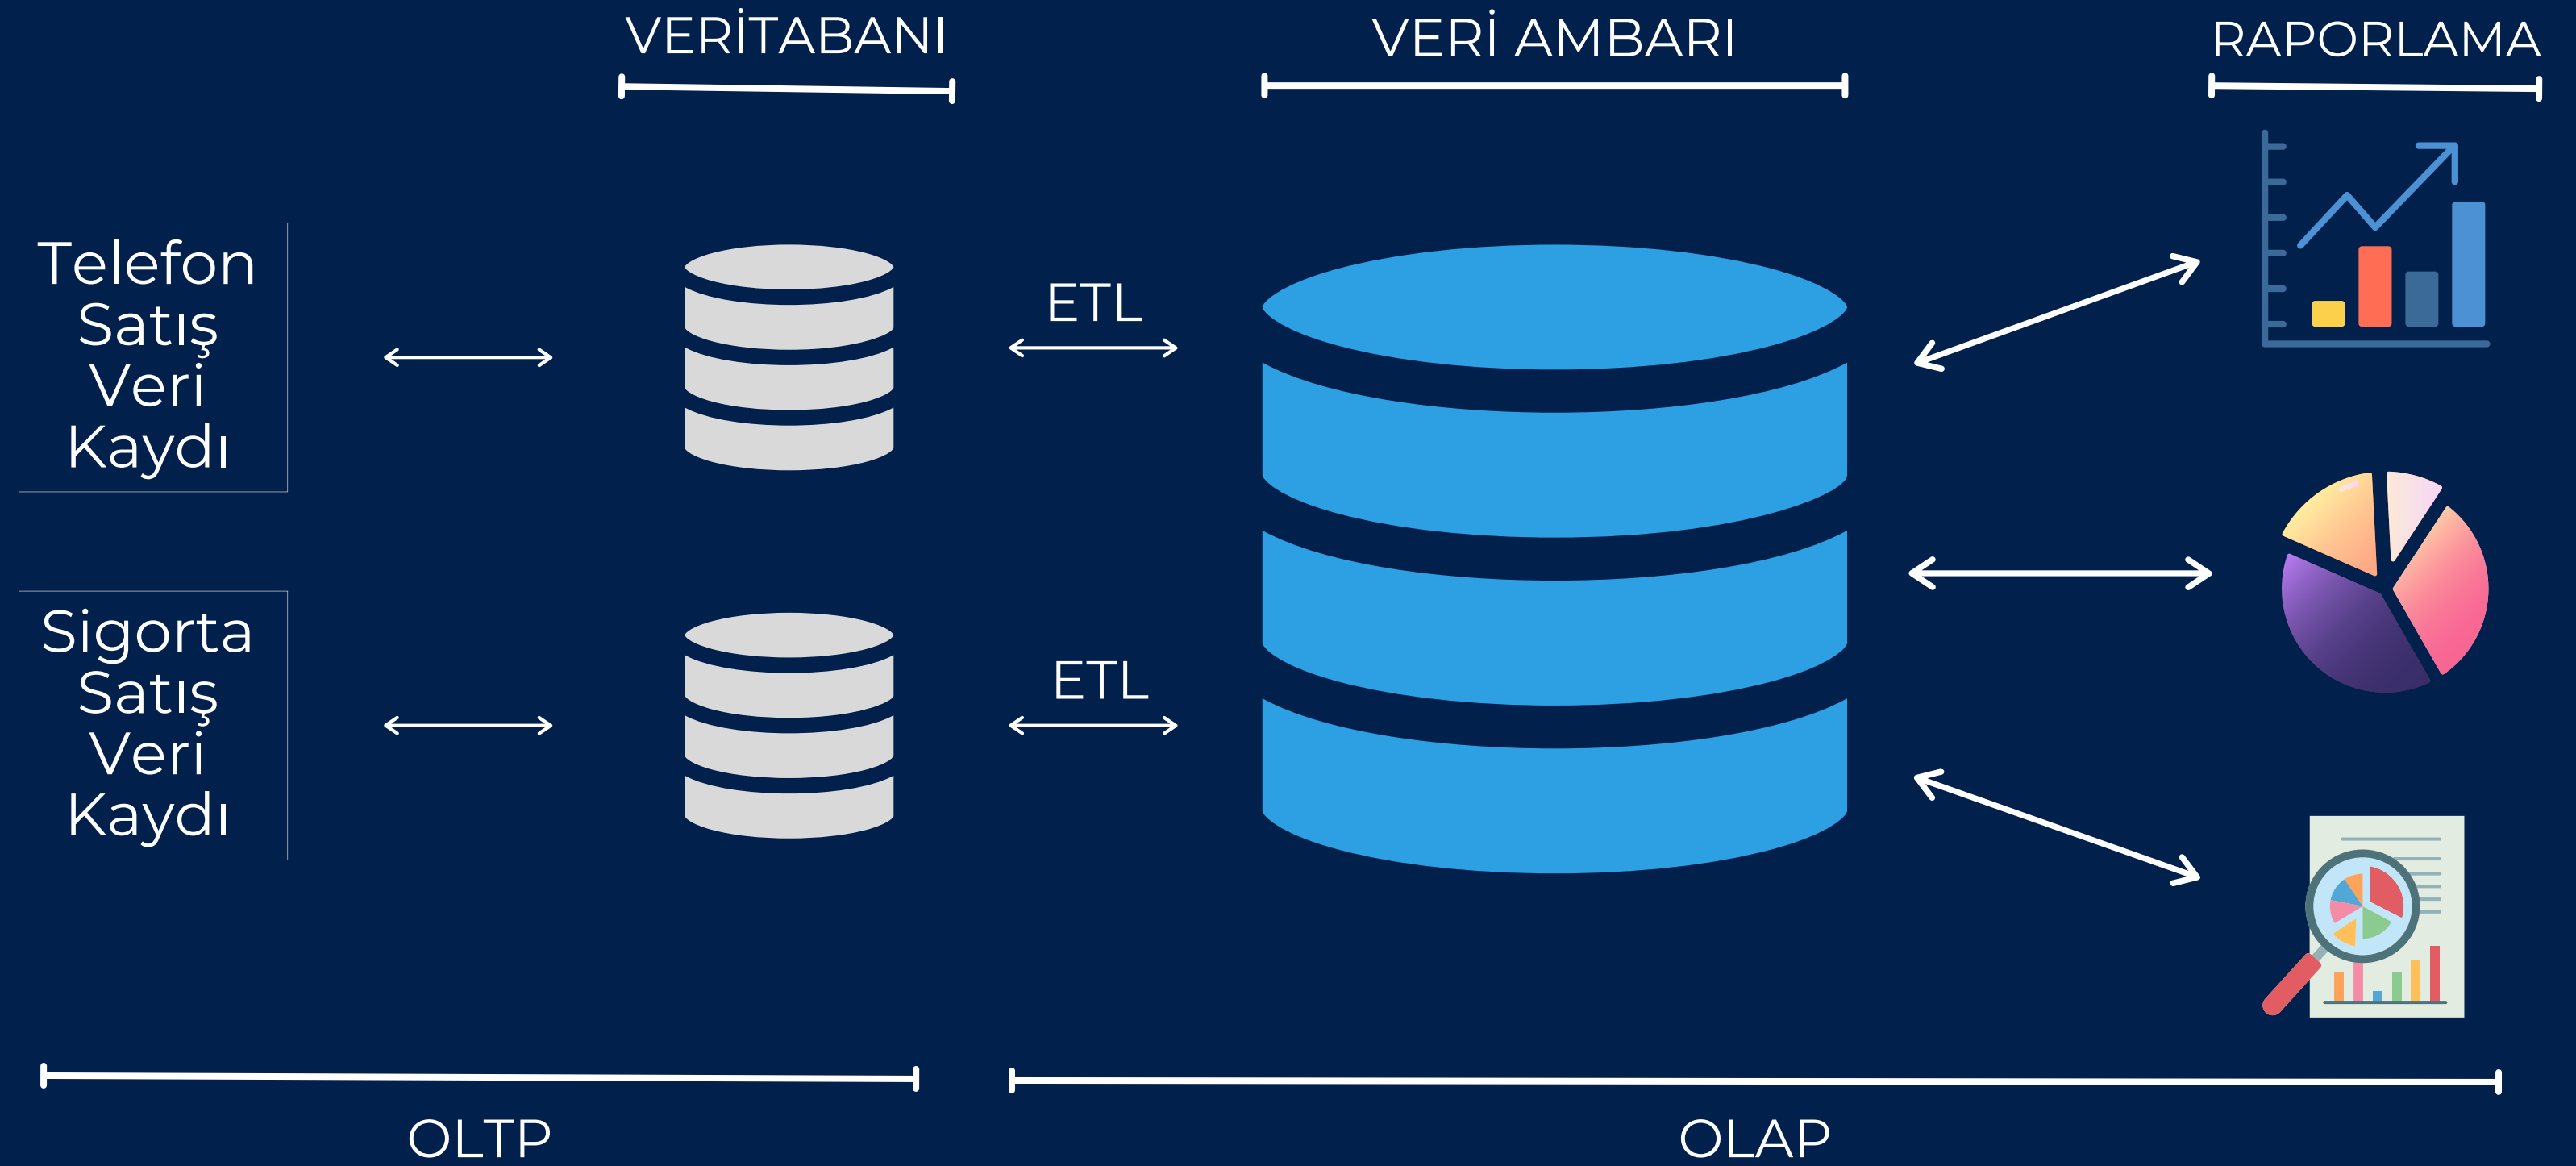 VERİTABANI
VERİ AMBARI
RAPORLAMA
Telefon
Satış
Veri
Kaydı
ETL
Sigorta
Satış
Veri
Kaydı
ETL
OLTP
OLAP